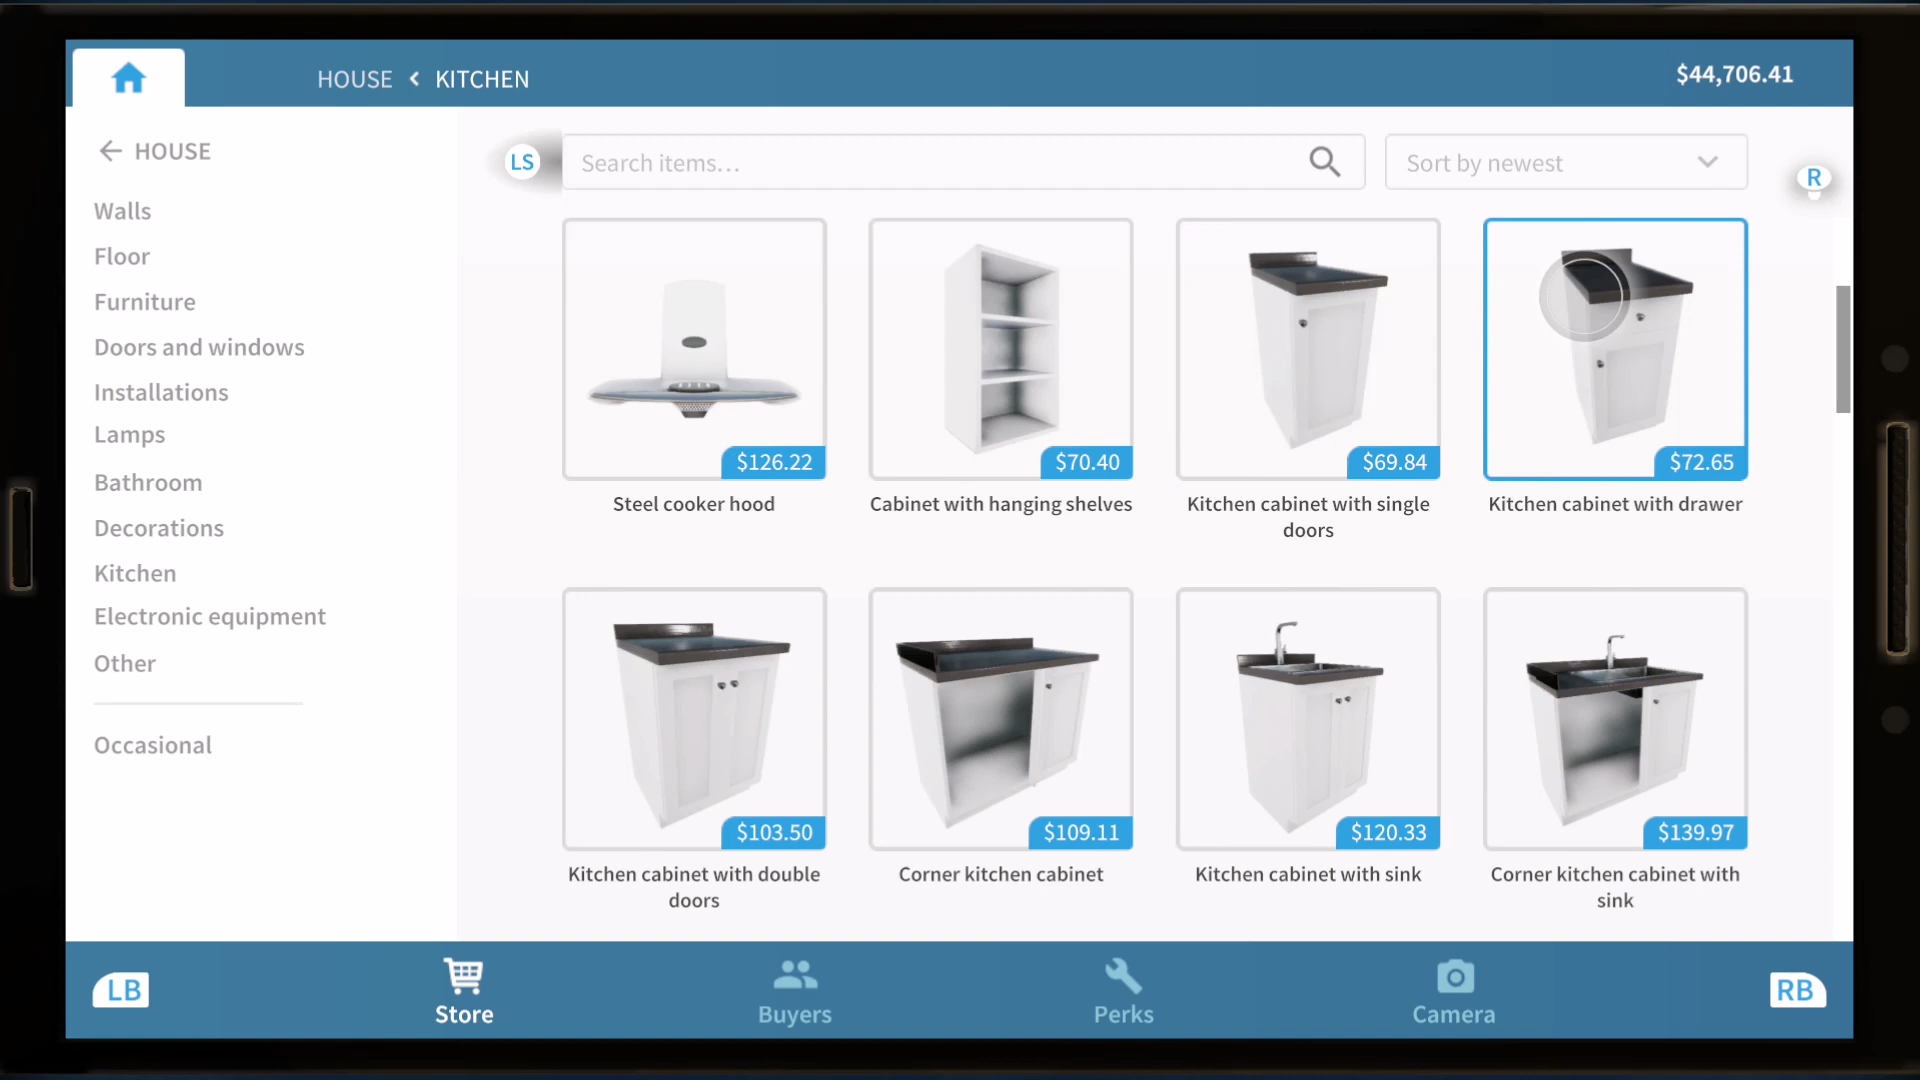 HOUSE < KITCHEN
$44,706.41
HOUSE
Walls
Floor
Furniture
Doors and windows
Installations
Lamps
Bathroom
Decorations
Kitchen
Electronic equipment
Other
Occasional
LS
Search items...
Sort by newest
R
$126.22
Steel cooker hood
$70.40
Cabinet with hanging shelves
$69.84
Kitchen cabinet with single
doors
$72.65
Kitchen cabinet with drawer
$103.50
Kitchen cabinet with double
doors
$109.11
Corner kitchen cabinet
$120.33
Kitchen cabinet with sink
$139.97
Corner kitchen cabinet with
sink
LB
Store
Buyers
Perks
Camera
RB